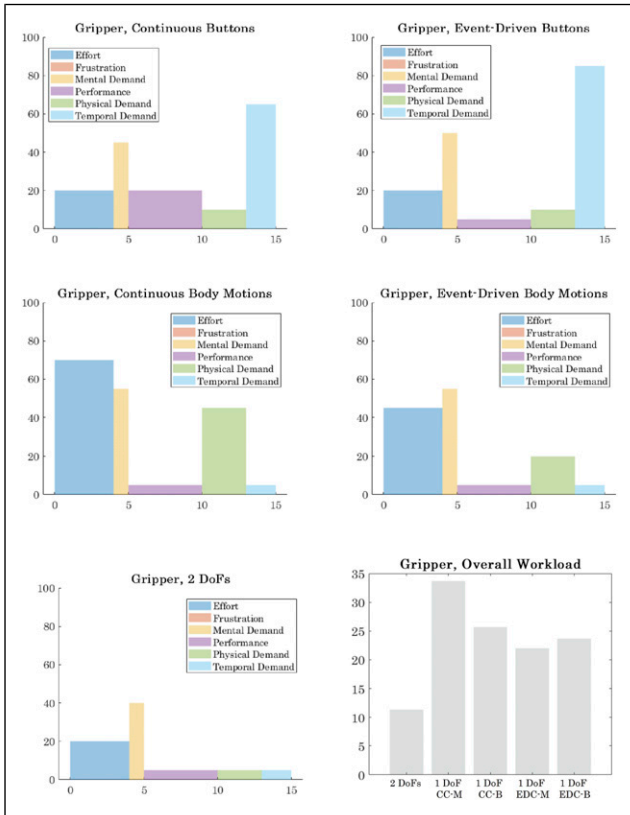 Gripper, Continuous Buttons
100
80
60
40
20
0
Effort
Frustration
Mental Demand
Performance
Physical Demand
Temporal Demand
0 5 10 15
Gripper, Event-Driven Buttons
100
80
60
40
20
0
Effort
Frustration
Mental Demand
Performance
Physical Demand
Temporal Demand
0 5 10 15
Gripper, Continuous Body Motions
100
80
60
40
20
0
Effort
Frustration
Mental Demand
Performance
Physical Demand
Temporal Demand
0 5 10 15
Gripper, Event-Driven Body Motions
100
80
60
40
20
0
Effort
Frustration
Mental Demand
Performance
Physical Demand
Temporal Demand
0 5 10 15
Gripper, 2 DoFs
100
80
60
40
20
0
Effort
Frustration
Mental Demand
Performance
Physical Demand
Temporal Demand
0 5 10 15
Gripper, Overall Workload
35
30
25
20
15
10
5
0
2 DoFs 1 DoF 1 DoF 1 DoF 1 DoF
CC-M CC-B EDC-M EDC-B